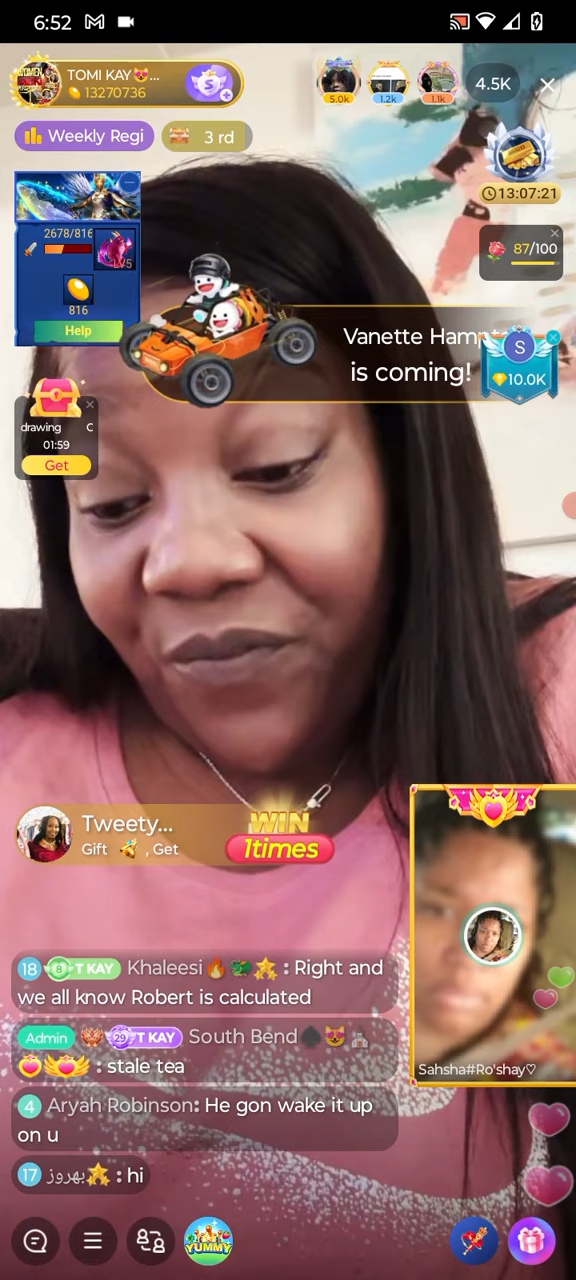 6:52
TOMI KAY😻...
13270736
5.0k
1.2k
1.1k
4.5K
Weekly Regi
3 rd
13:07:21
2678/816
LV5
816
Help
87/100
Vanette Hamp
is coming!
S
10.0K
drawing C
01:59
Get
Tweety...
Gift , Get
WIN
1times
18 8 T KAY Khaleesi🔥🐲🌟 : Right and
we all know Robert is calculated
Admin 29 T KAY South Bend♠️😻
: stale tea
4 Aryah Robinson: He gon wake it up
on u
17 بهروز🌟 : hi
Sahsha#Ro'shay♡
YUMMY